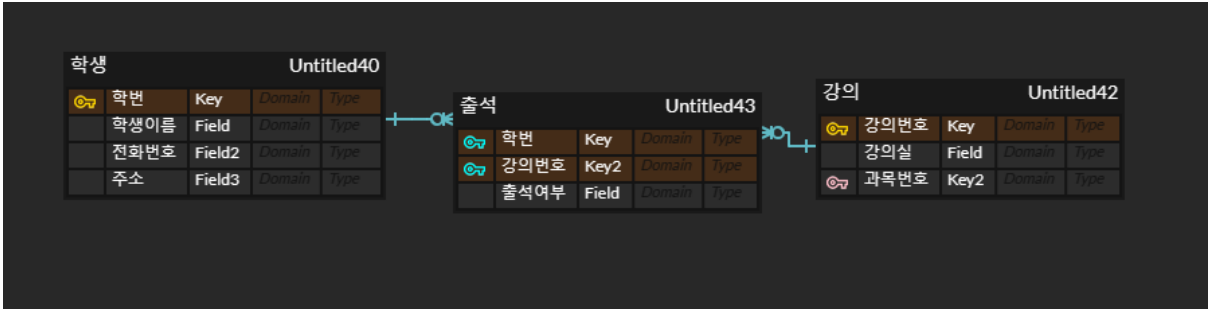 학생 Untitled40
학번 Key Domain Type
학생이름 Field Domain Type
전화번호 Field2 Domain Type
주소 Field3 Domain Type
출석 Untitled43
학번 Key Domain Type
강의번호 Key2 Domain Type
출석여부 Field Domain Type
강의 Untitled42
강의번호 Key Domain Type
강의실 Field Domain Type
과목번호 Key2 Domain Type